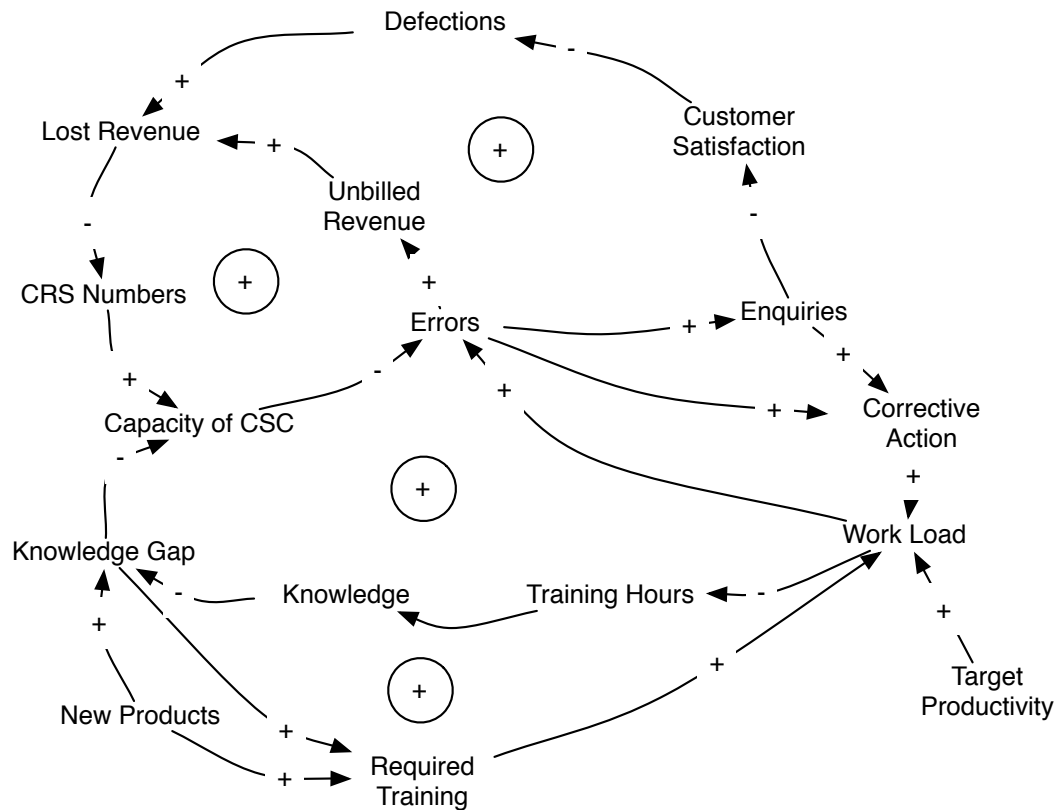 Defections
-
+
Lost Revenue
Customer
Satisfaction
+
+
Unbilled
Revenue
-
-
+
CRS Numbers
+
Errors
Enquiries
+
+
+
-
+
+
Capacity of CSC
Corrective
Action
-
+
+
Knowledge Gap
Work Load
-
Knowledge
Training Hours
-
+
+
+
+
Target
Productivity
New Products
+
+
Required
Training
+